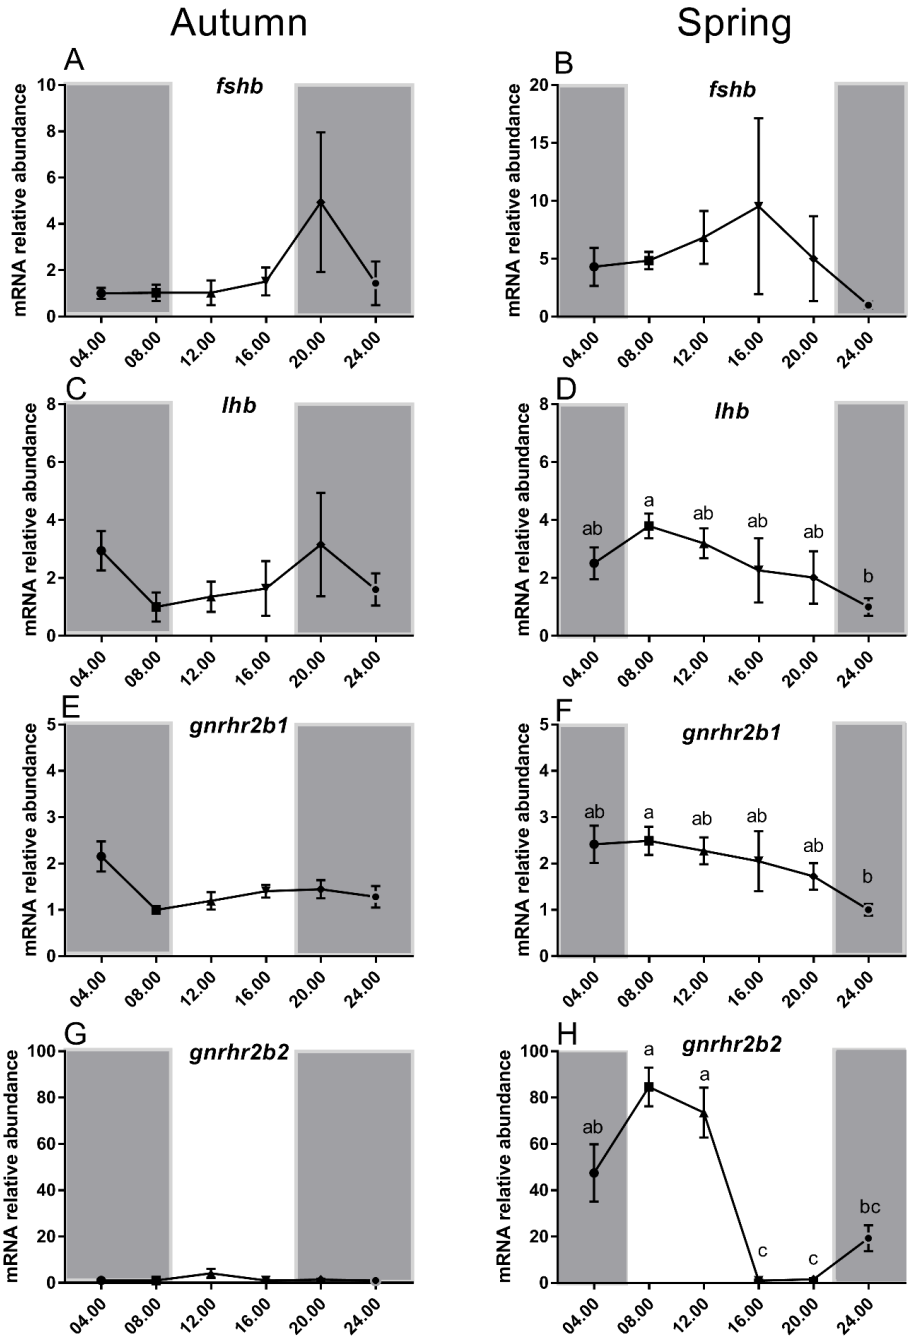 Autumn Spring
A B
fshb fshb
mRNA relative abundance mRNA relative abundance
10 8 6 4 2 0
20 15 10 5 0
04.00 08.00 12.00 16.00 20.00 24.00
04.00 08.00 12.00 16.00 20.00 24.00
C D
lhb lhb
mRNA relative abundance mRNA relative abundance
8 6 4 2 0
8 6 4 2 0
ab a ab ab ab b
04.00 08.00 12.00 16.00 20.00 24.00
04.00 08.00 12.00 16.00 20.00 24.00
E F
gnrhr2b1 gnrhr2b1
mRNA relative abundance mRNA relative abundance
5 4 3 2 1 0
5 4 3 2 1 0
ab a ab ab ab b
04.00 08.00 12.00 16.00 20.00 24.00
04.00 08.00 12.00 16.00 20.00 24.00
G H
gnrhr2b2 gnrhr2b2
mRNA relative abundance mRNA relative abundance
100 80 60 40 20 0
100 80 60 40 20 0
ab a a c c bc
04.00 08.00 12.00 16.00 20.00 24.00
04.00 08.00 12.00 16.00 20.00 24.00